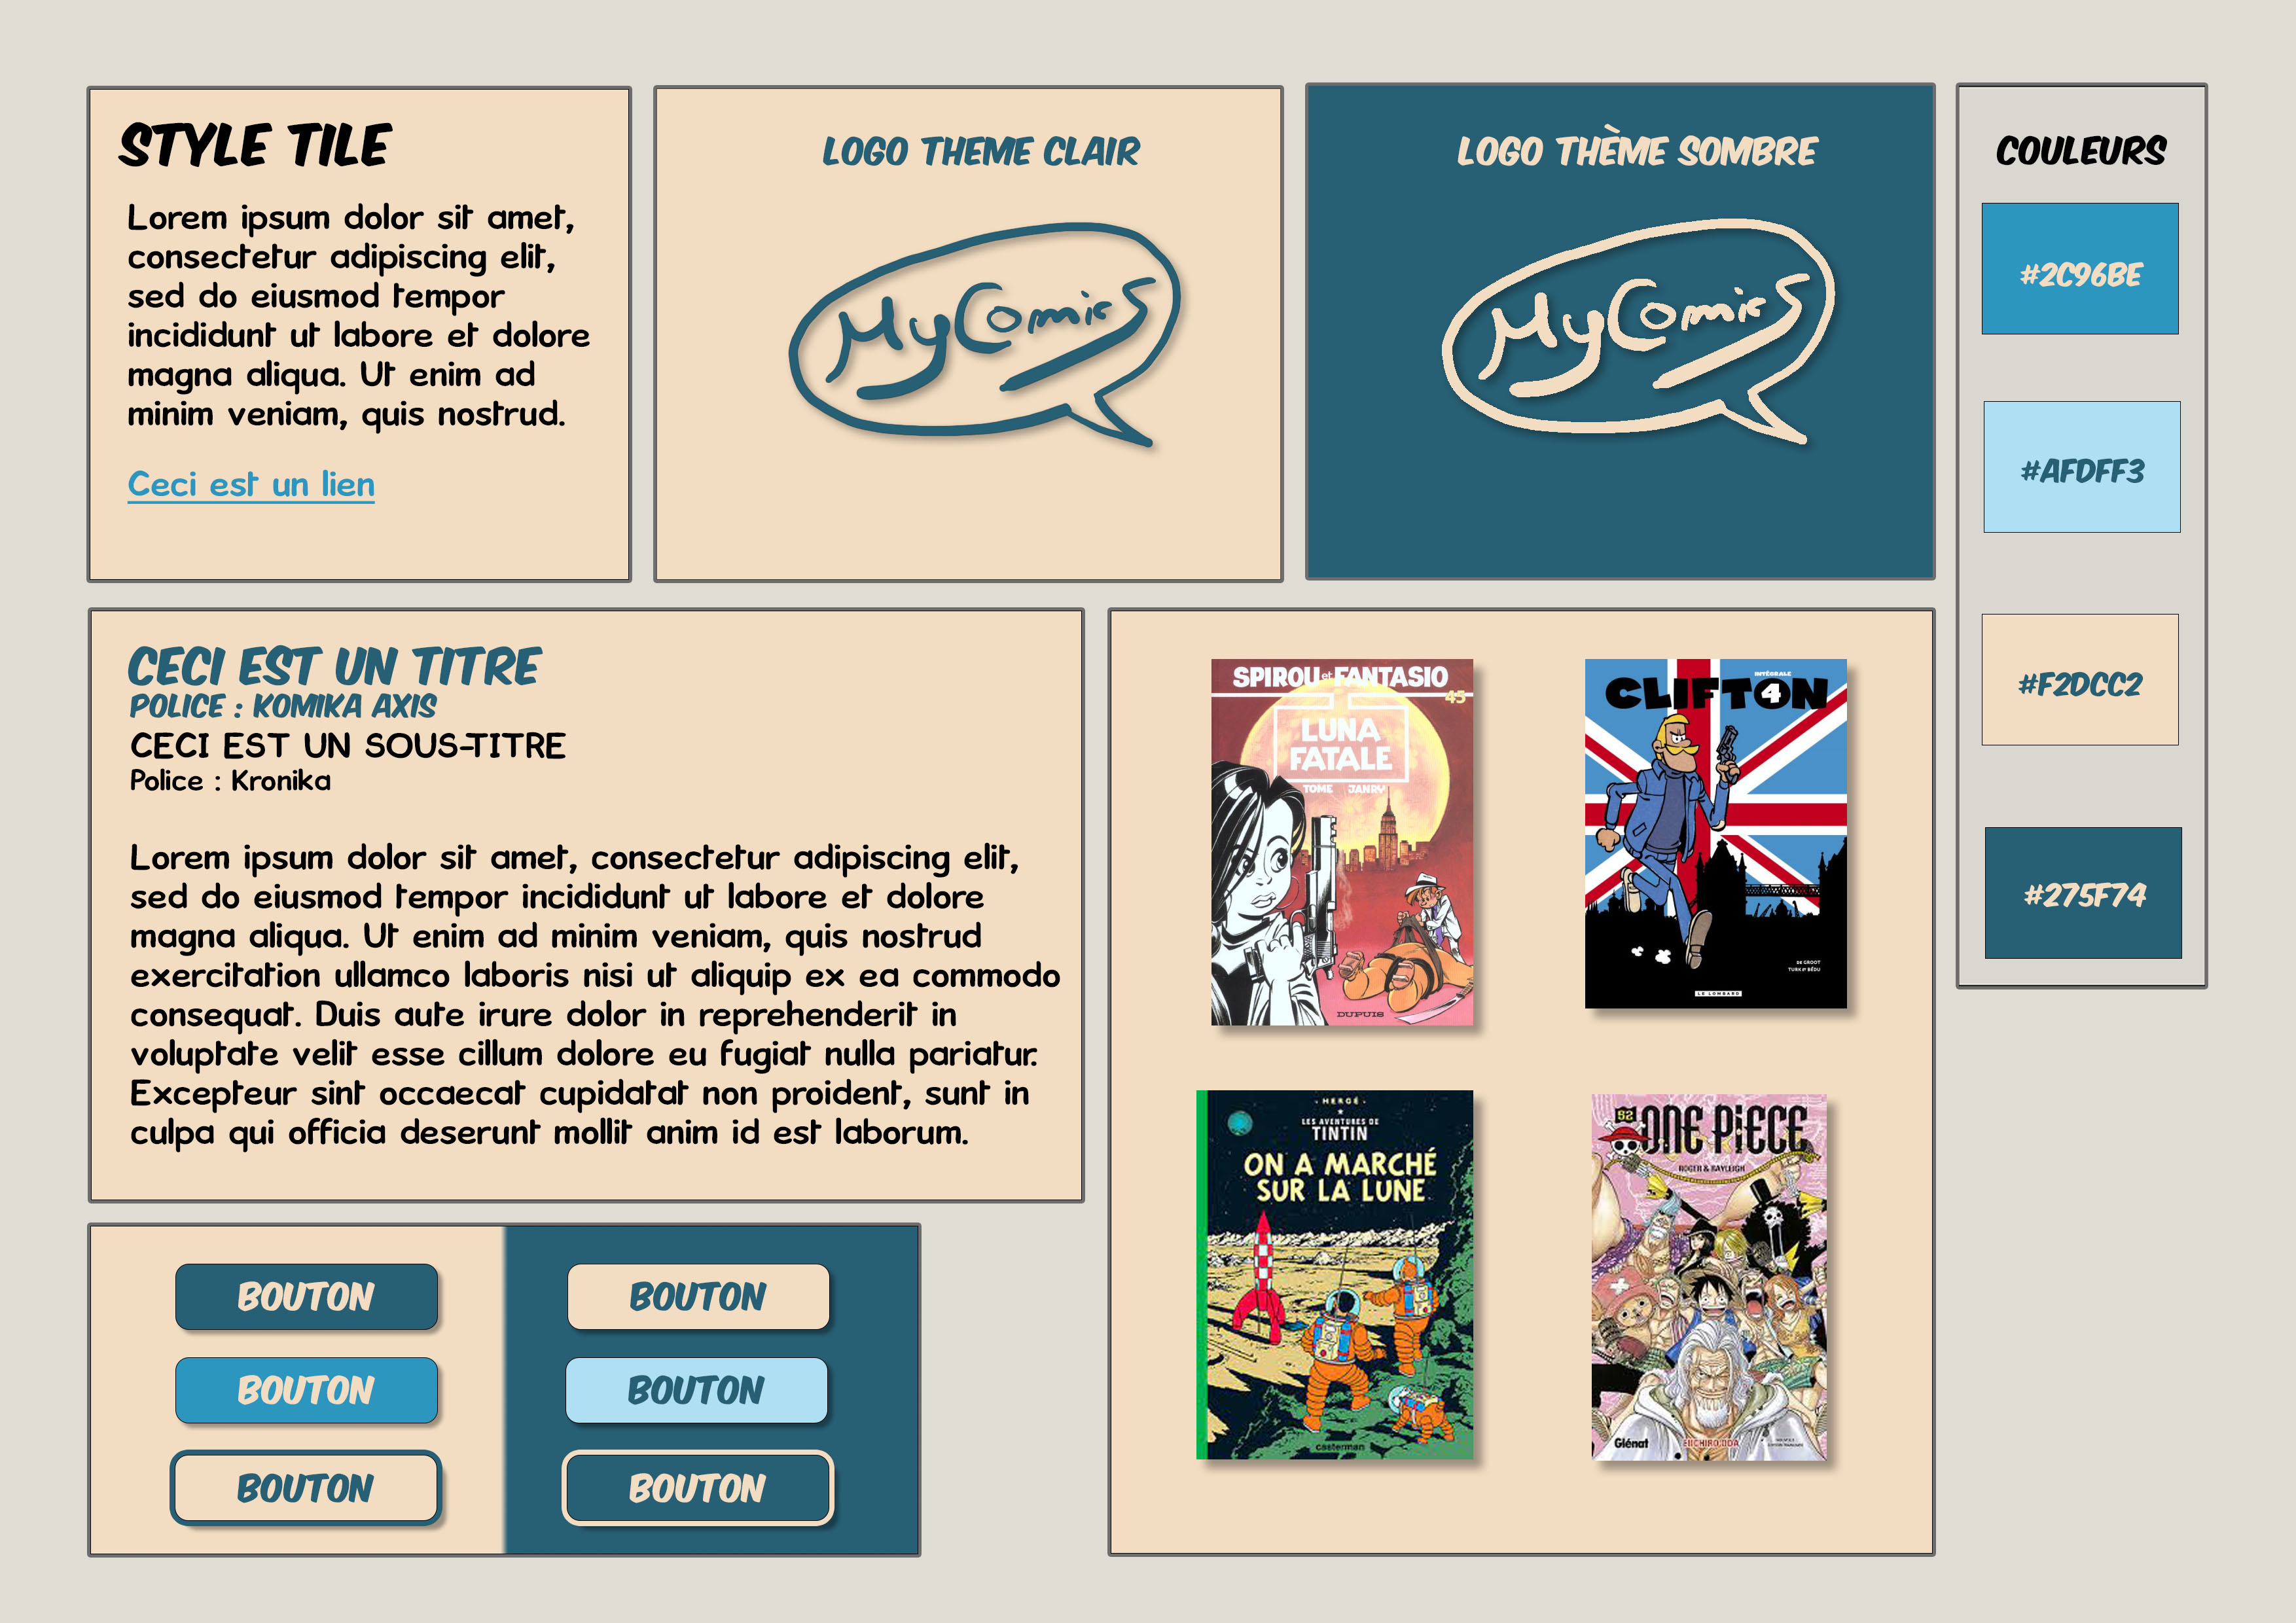 STYLE TILE
Lorem ipsum dolor sit amet,
consectetur adipiscing elit,
sed do eiusmod tempor
incididunt ut labore et dolore
magna aliqua. Ut enim ad
minim veniam, quis nostrud.
Ceci est un lien
LOGO THEME CLAIR
MyComics
LOGO THÈME SOMBRE
MyComics
COULEURS
#2C96BE
#AFDFF3
#F2DCC2
#275F74
CECI EST UN TITRE
POLICE : KOMIKA AXIS
CECI EST UN SOUS-TITRE
Police : Kronika
Lorem ipsum dolor sit amet, consectetur adipiscing elit,
sed do eiusmod tempor incididunt ut labore et dolore
magna aliqua. Ut enim ad minim veniam, quis nostrud
exercitation ullamco laboris nisi ut aliquip ex ea commodo
consequat. Duis aute irure dolor in reprehenderit in
voluptate velit esse cillum dolore eu fugiat nulla pariatur.
Excepteur sint occaecat cupidatat non proident, sunt in
culpa qui officia deserunt mollit anim id est laborum.
SPIROU et FANTASIO
45
LUNA
FATALE
TOME JANRY
DUPUIS
INTÉGRALE
CLIFTON
4
DE GROOT
TURK & BÉDU
LE LOMBARD
. HERGÉ .
LES AVENTURES DE
TINTIN
ON A MARCHÉ
SUR LA LUNE
casterman
52
ONE PIECE
ROGER & RAYLEIGH
Glénat
EIICHIRO ODA
BOUTON
BOUTON
BOUTON
BOUTON
BOUTON
BOUTON